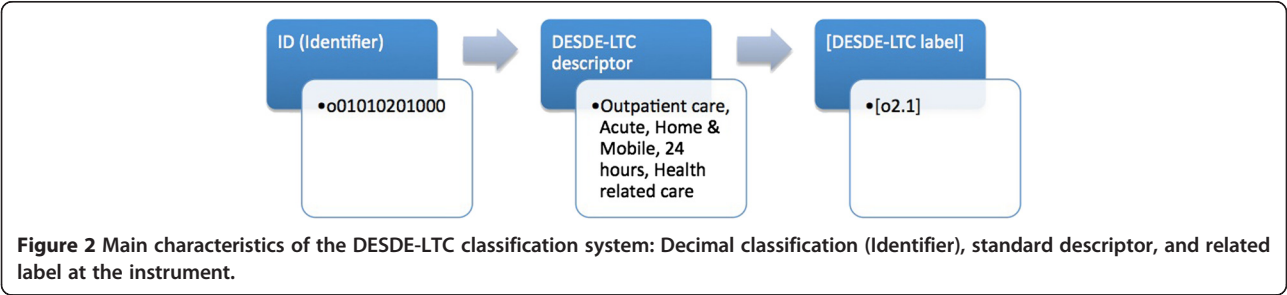 ID (Identifier)
•o01010201000
DESDE-LTC
descriptor
•Outpatient care,
Acute, Home &
Mobile, 24
hours, Health
related care
[DESDE-LTC label]
•[o2.1]
Figure 2 Main characteristics of the DESDE-LTC classification system: Decimal classification (Identifier), standard descriptor, and related
label at the instrument.